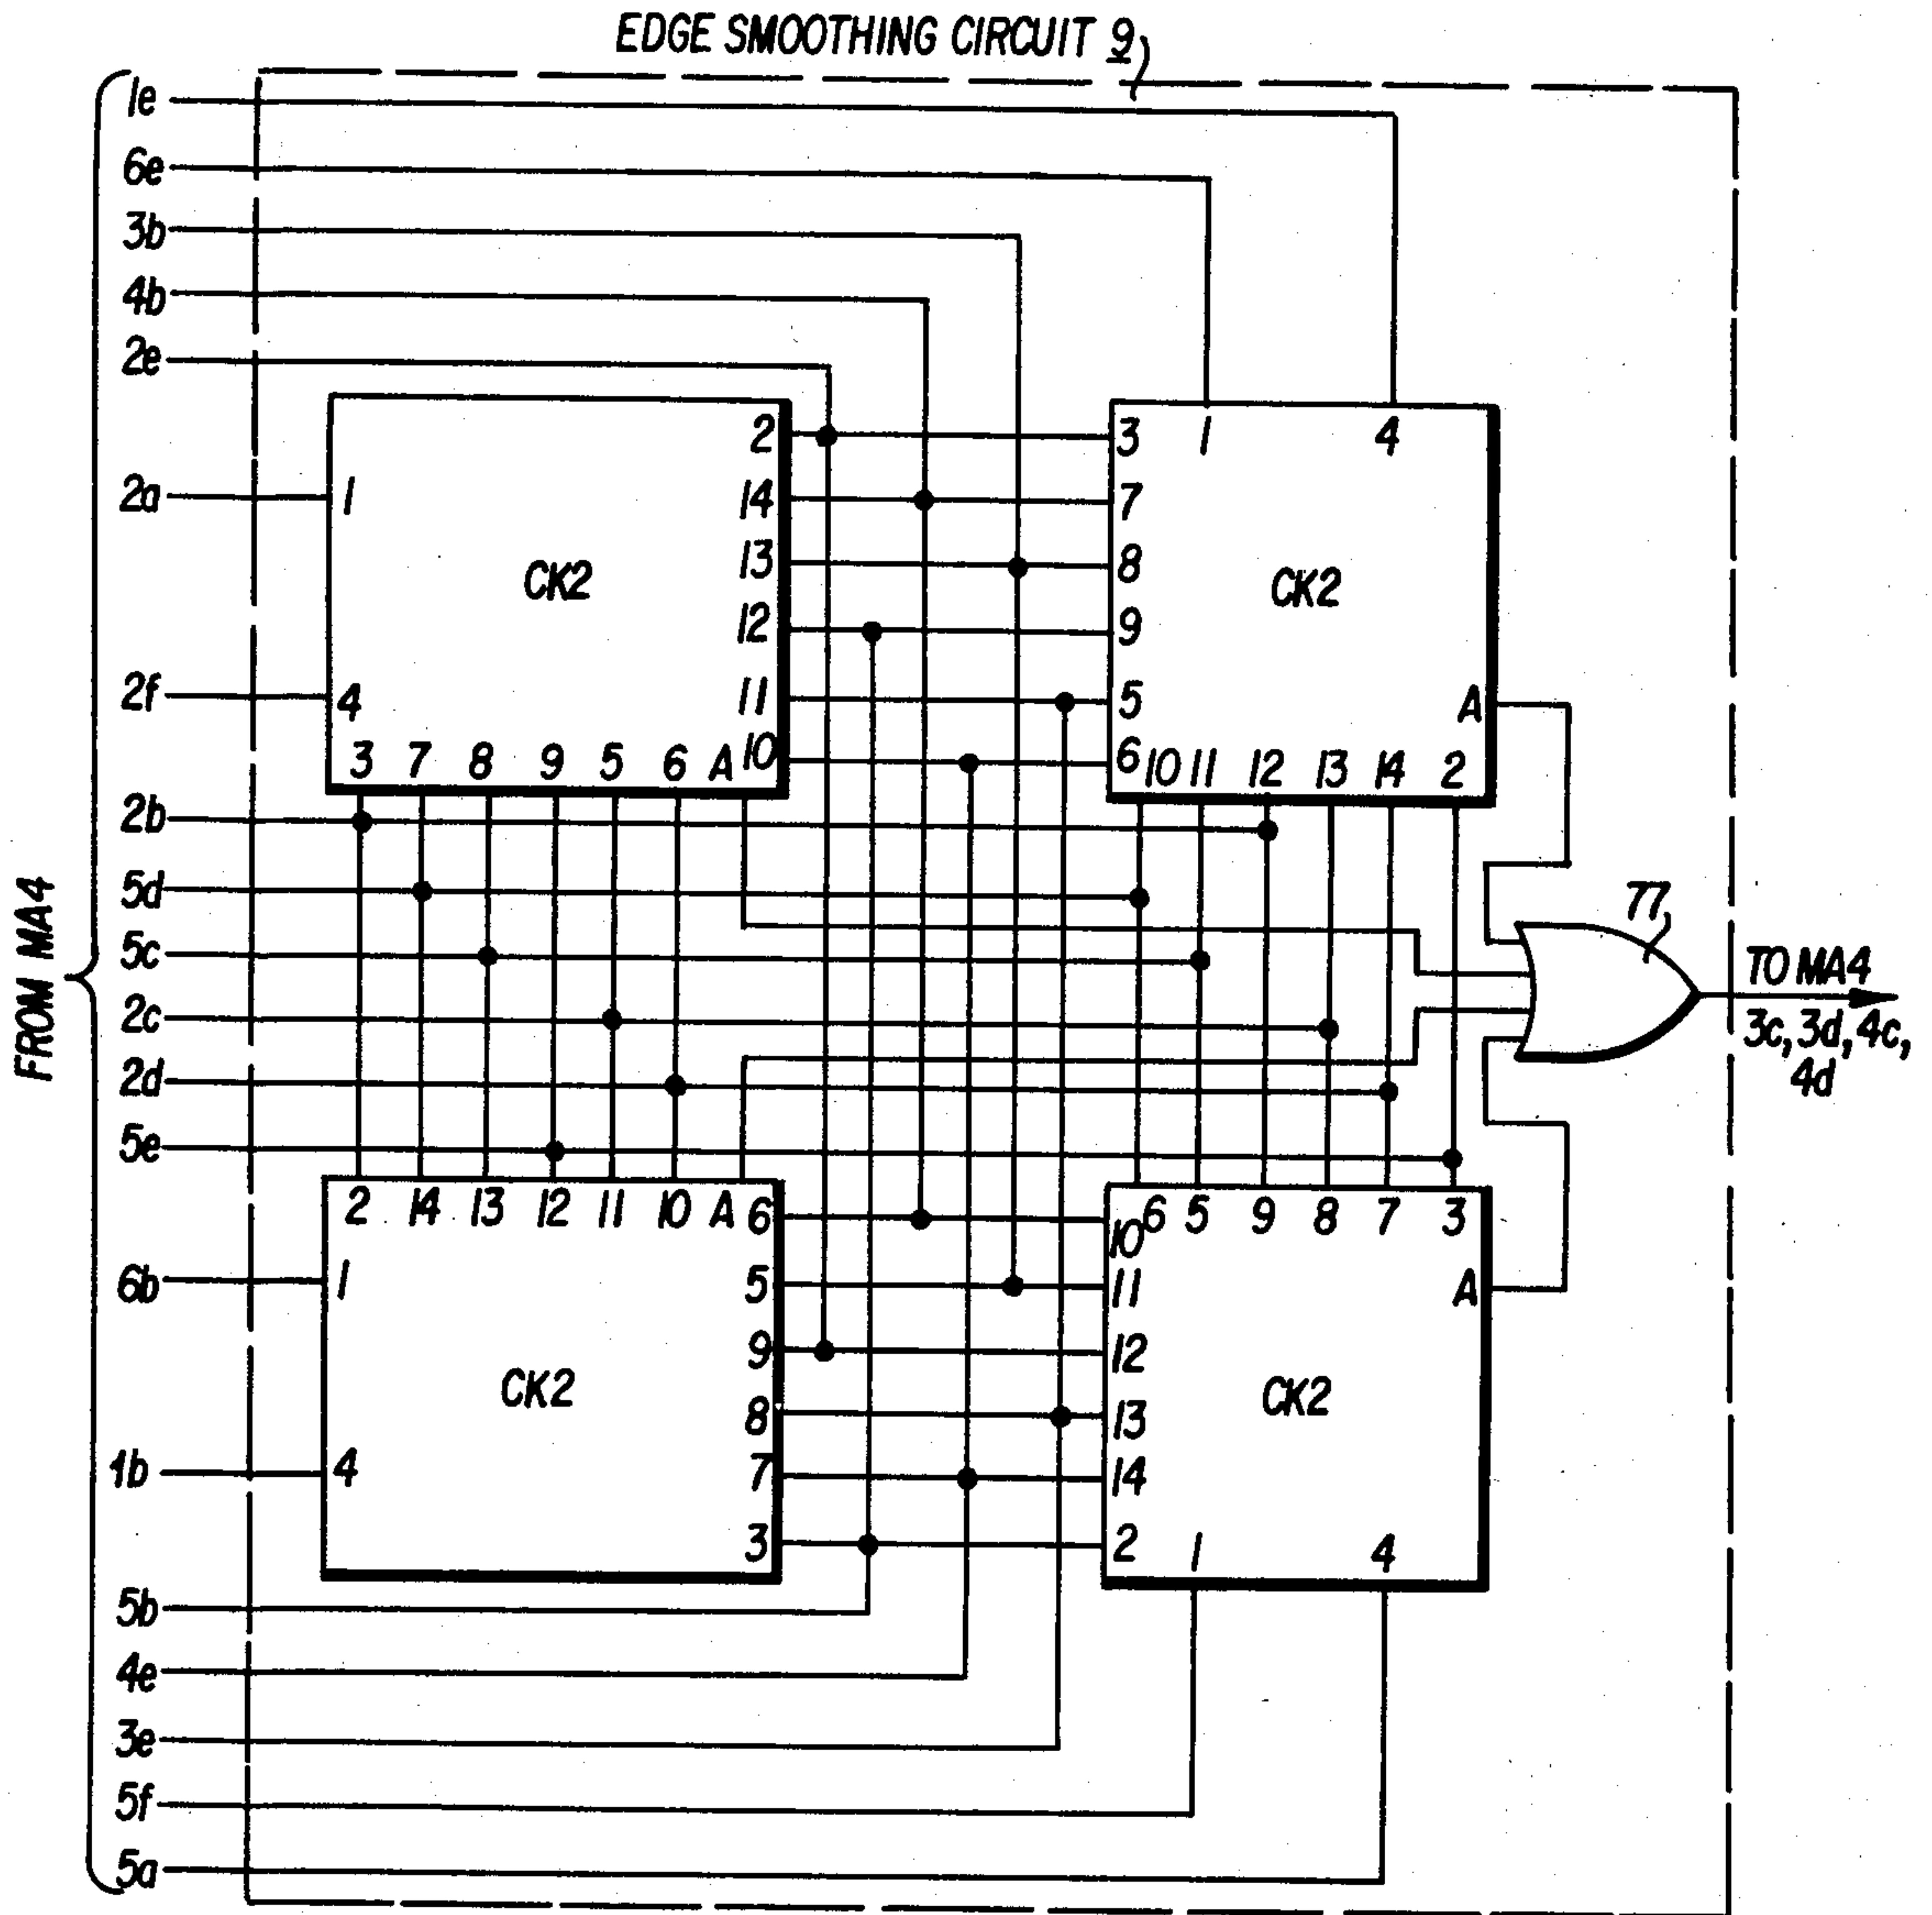 EDGE SMOOTHING CIRCUIT 9
FROM MA4
1e
6e
3b
4b
2e
2a
2f
2b
5d
5c
2c
2d
5e
6b
1b
5b
4e
3e
5f
5a
1
4
CK2
2
14
13
12
11
10
3 7 8 9 5 6 A
3
7
8
9
5
6
1 4
CK2
A
10 11 12 13 14 2
77
TO MA4
3c, 3d, 4c,
4d
2 14 13 12 11 10 A
1
4
CK2
6
5
9
8
7
3
6 5 9 8 7 3
10
11
12
13
14
2
CK2
A
1 4